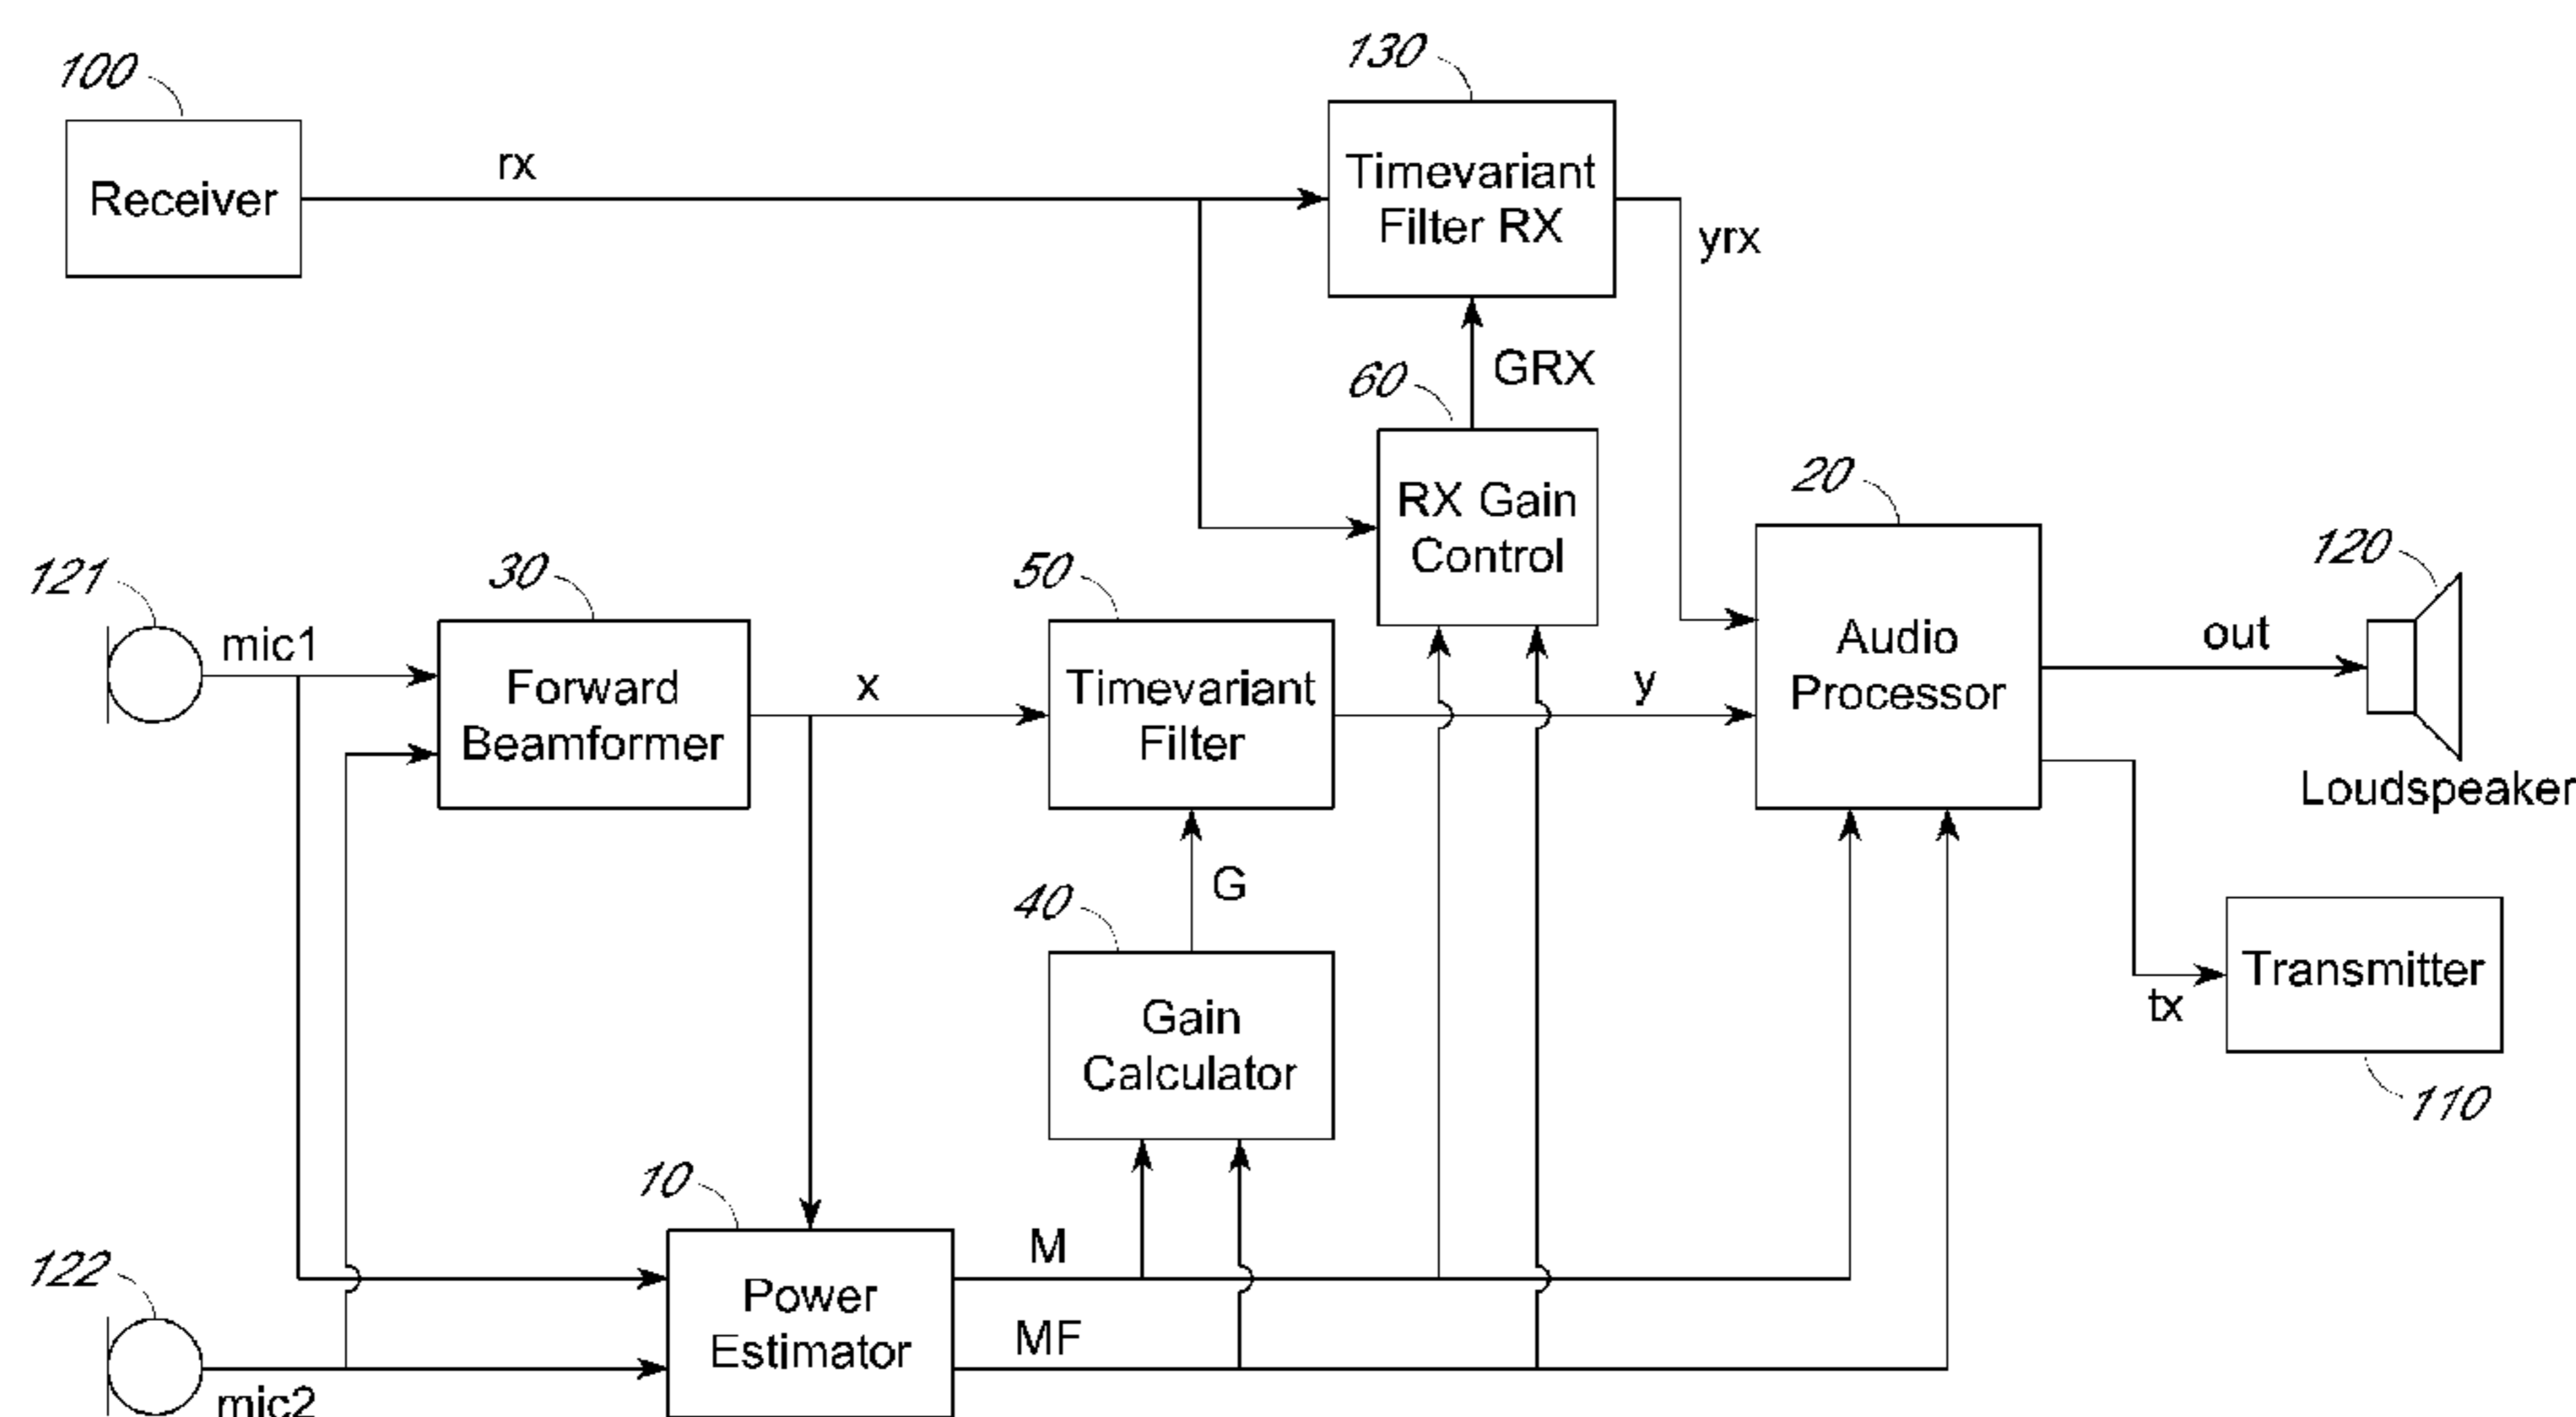 100
Receiver
rx
130
Timevariant
Filter RX
yrx
GRX
60
RX Gain
Control
121
mic1
30
Forward
Beamformer
x
50
Timevariant
Filter
y
20
Audio
Processor
out
120
Loudspeaker
G
40
Gain
Calculator
tx
Transmitter
110
10
Power
Estimator
M
MF
122
mic2